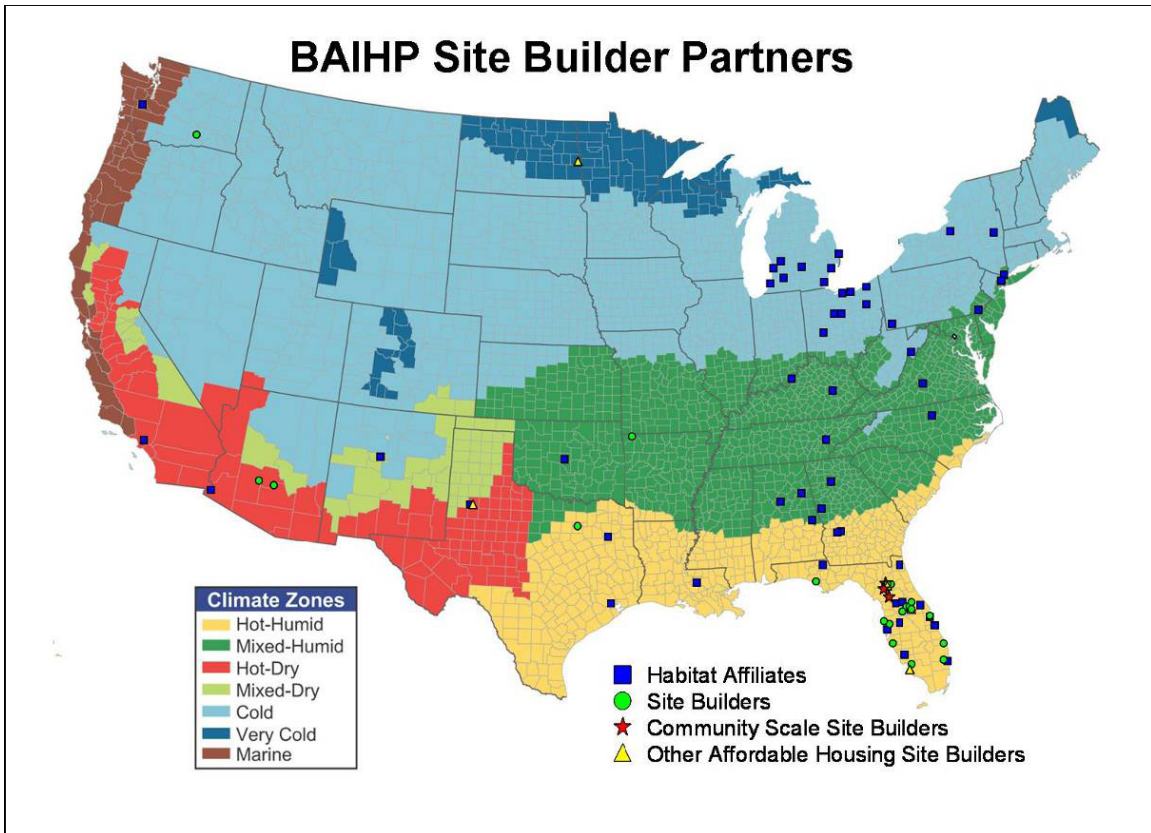 BAIHP Site Builder Partners
Climate Zones
Hot-Humid
Mixed-Humid
Hot-Dry
Mixed-Dry
Cold
Very Cold
Marine
Habitat Affiliates
Site Builders
Community Scale Site Builders
Other Affordable Housing Site Builders